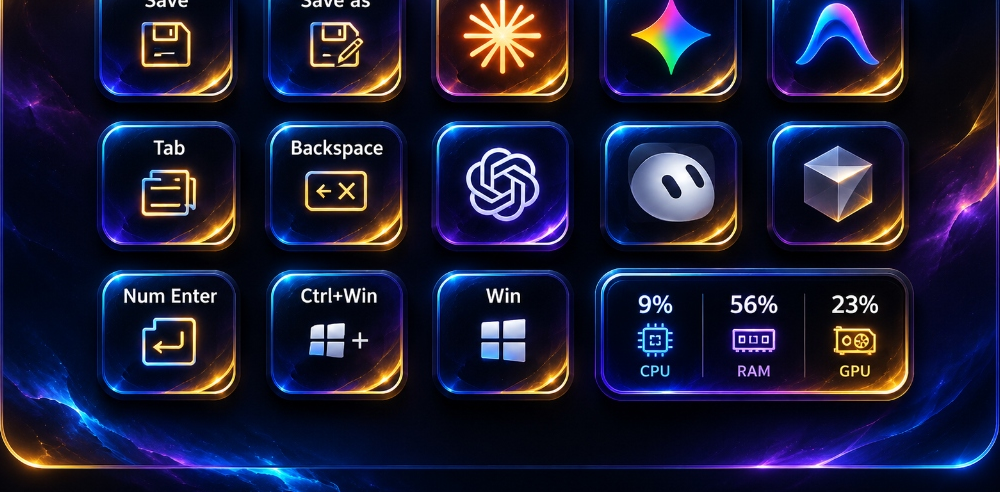 Save
Save as
Tab
Backspace
Num Enter
Ctrl+Win
Win
9%
56%
23%
CPU
RAM
GPU